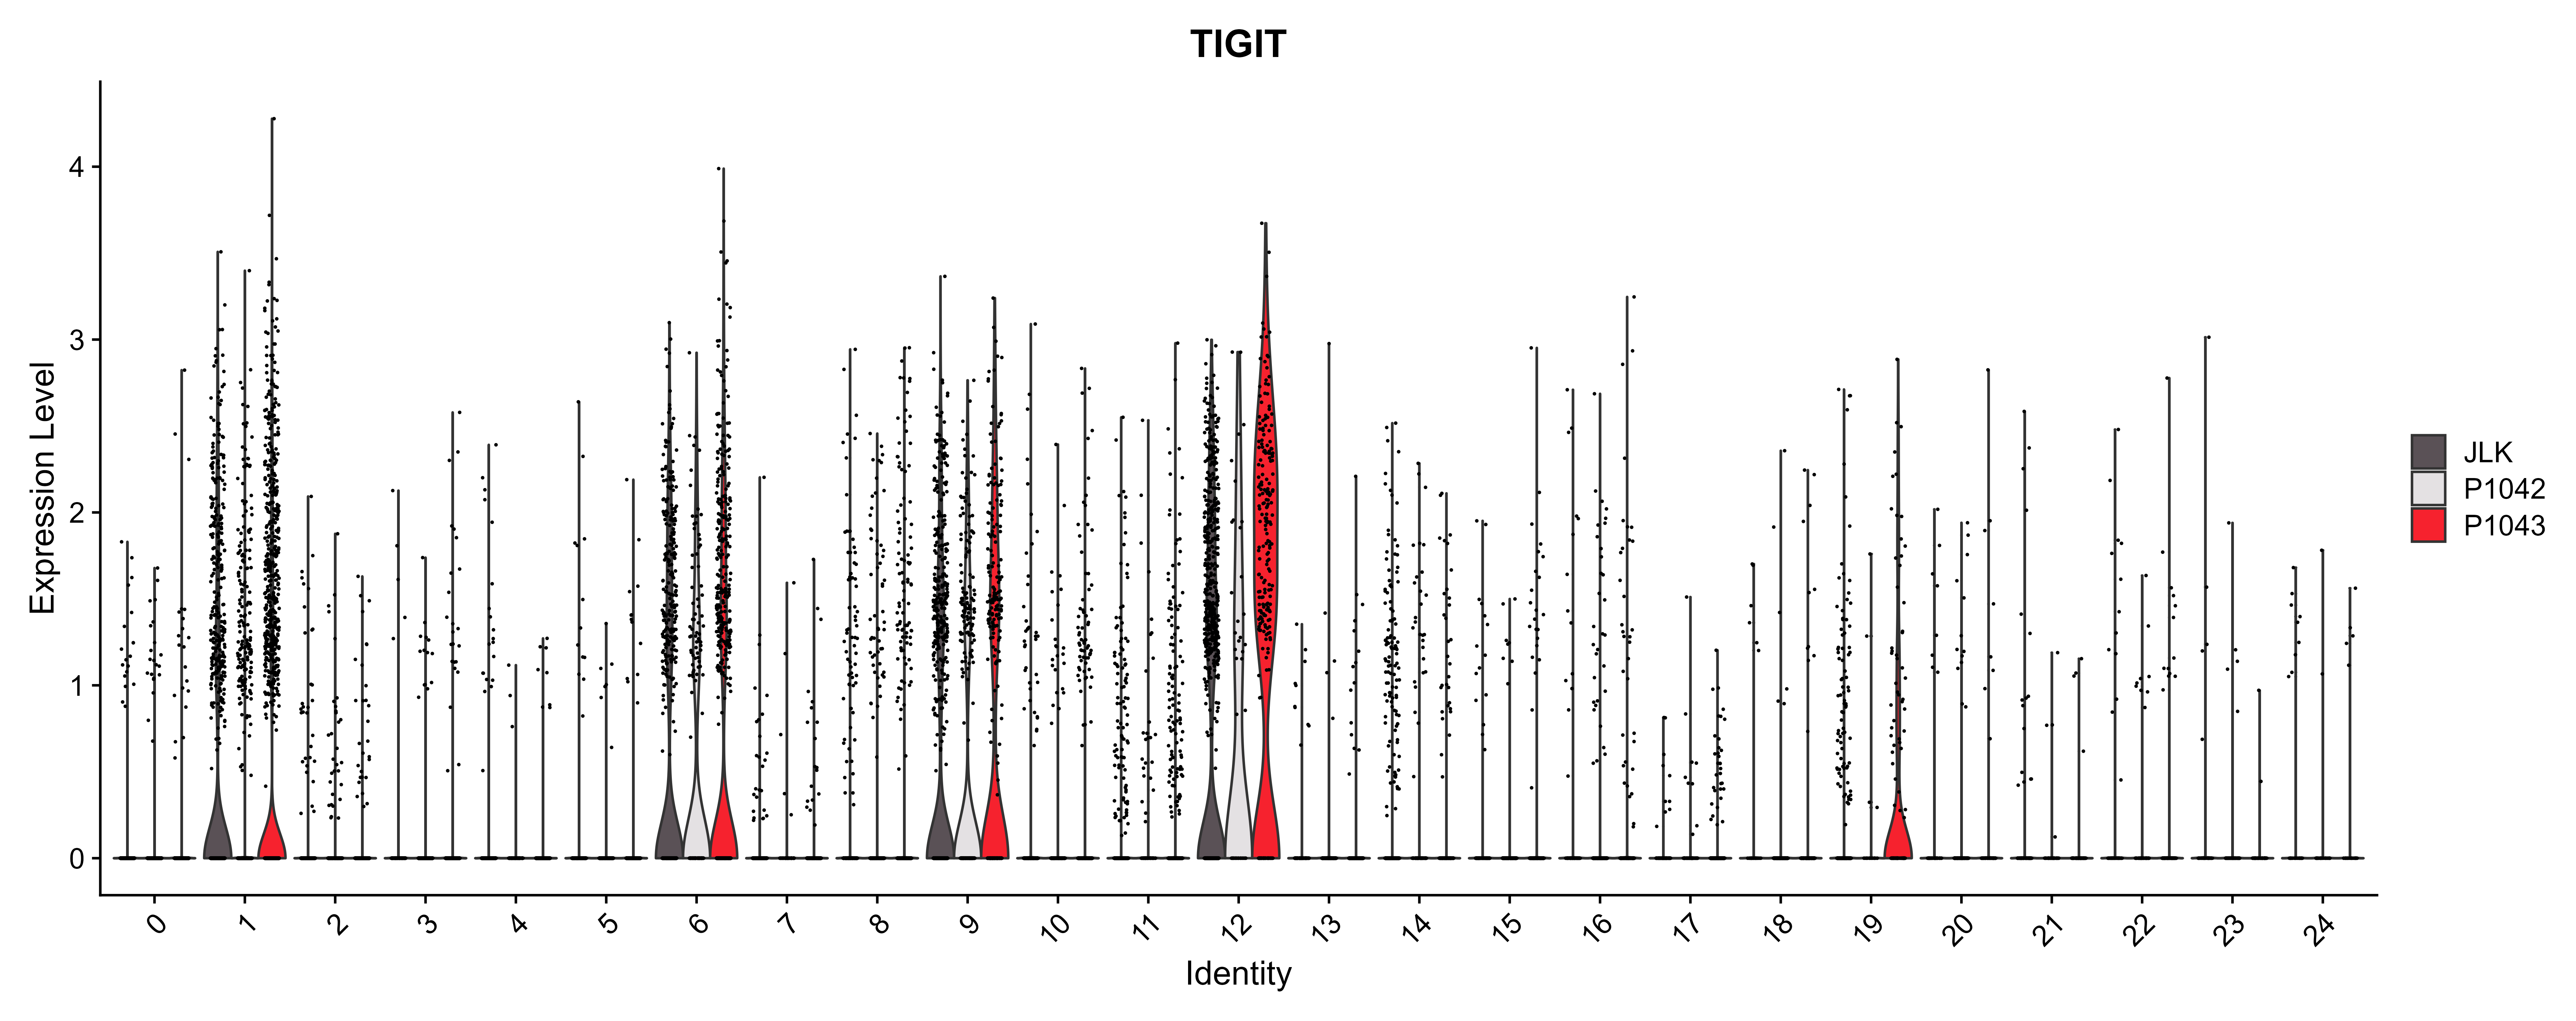 TIGIT
Expression Level
4
3
2
1
0
0 1 2 3 4 5 6 7 8 9 10 11 12 13 14 15 16 17 18 19 20 21 22 23 24
Identity
JLK
P1042
P1043